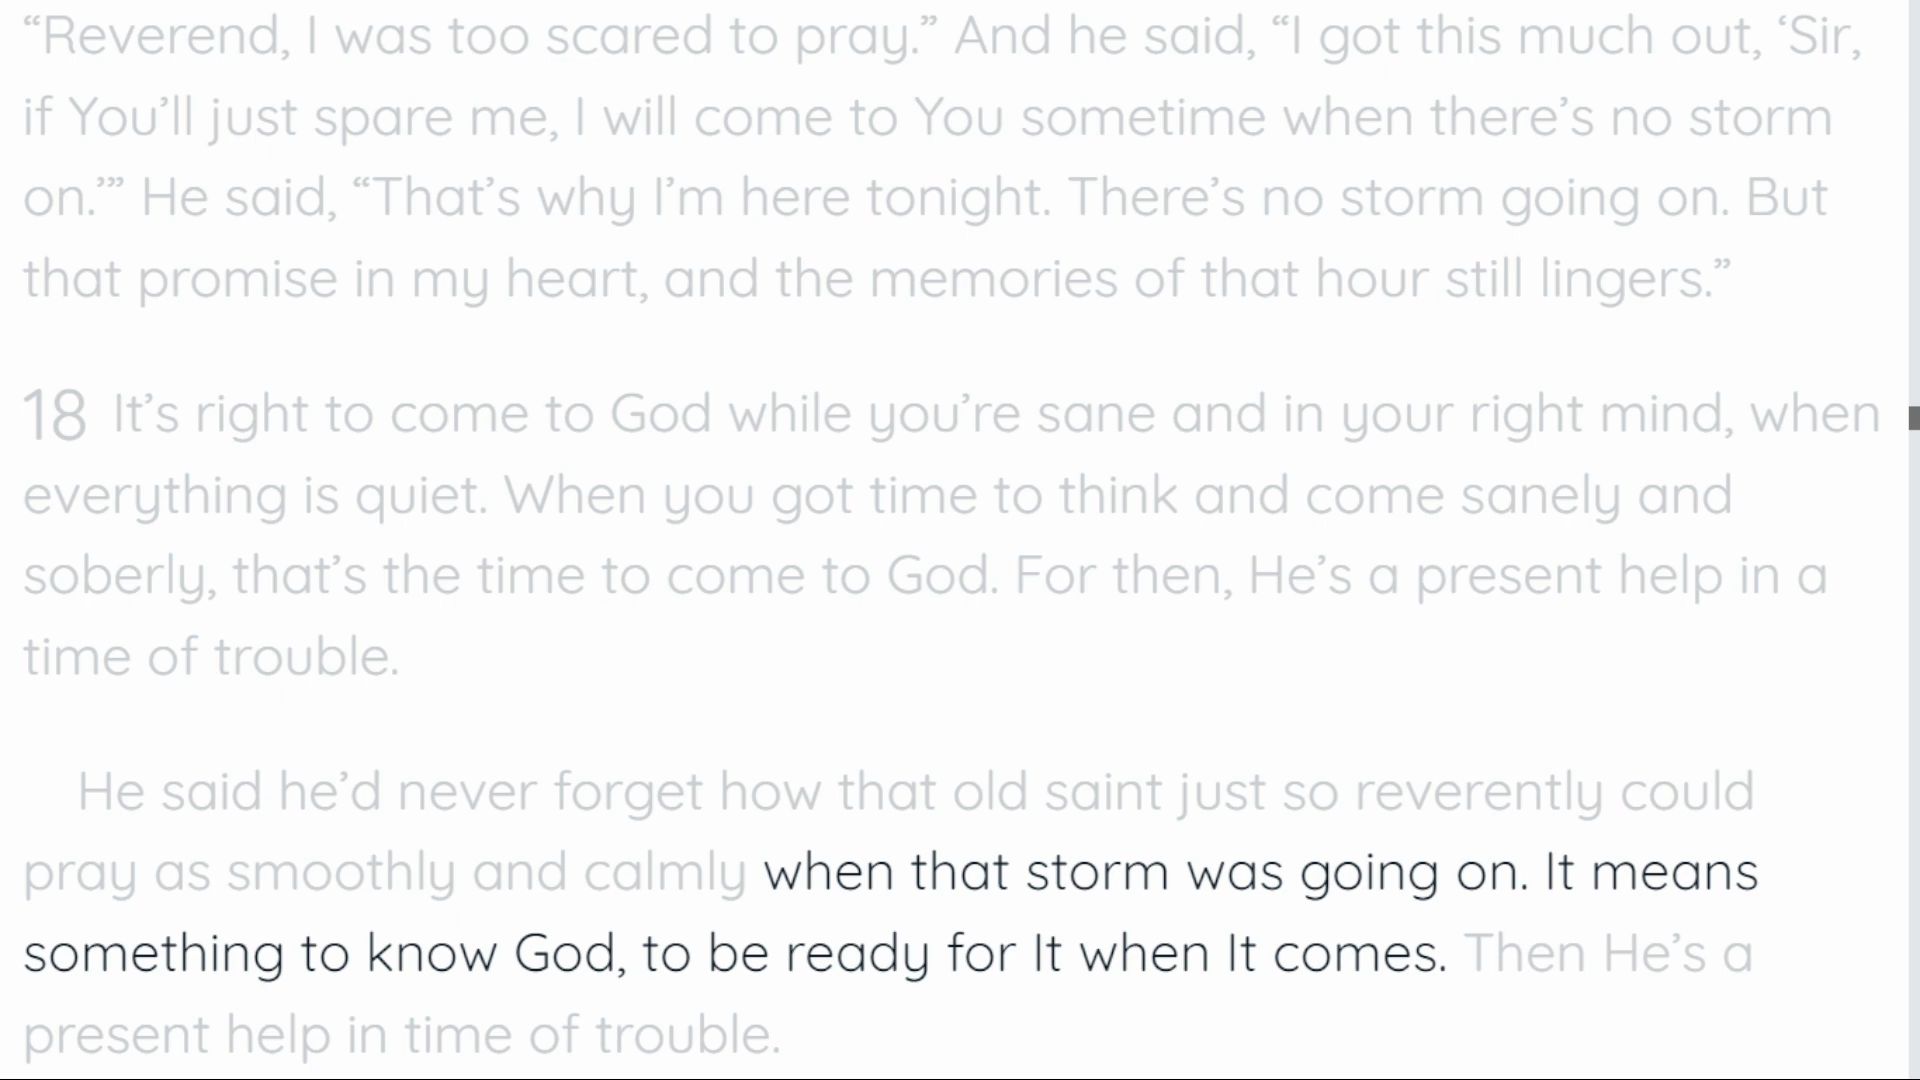 “Reverend, I was too scared to pray.” And he said, “I got this much out, ‘Sir,
if You’ll just spare me, I will come to You sometime when there’s no storm
on.’” He said, “That’s why I’m here tonight. There’s no storm going on. But
that promise in my heart, and the memories of that hour still lingers.”
18 It’s right to come to God while you’re sane and in your right mind, when
everything is quiet. When you got time to think and come sanely and
soberly, that’s the time to come to God. For then, He’s a present help in a
time of trouble.
He said he’d never forget how that old saint just so reverently could
pray as smoothly and calmly when that storm was going on. It means
something to know God, to be ready for It when It comes. Then He’s a
present help in time of trouble.